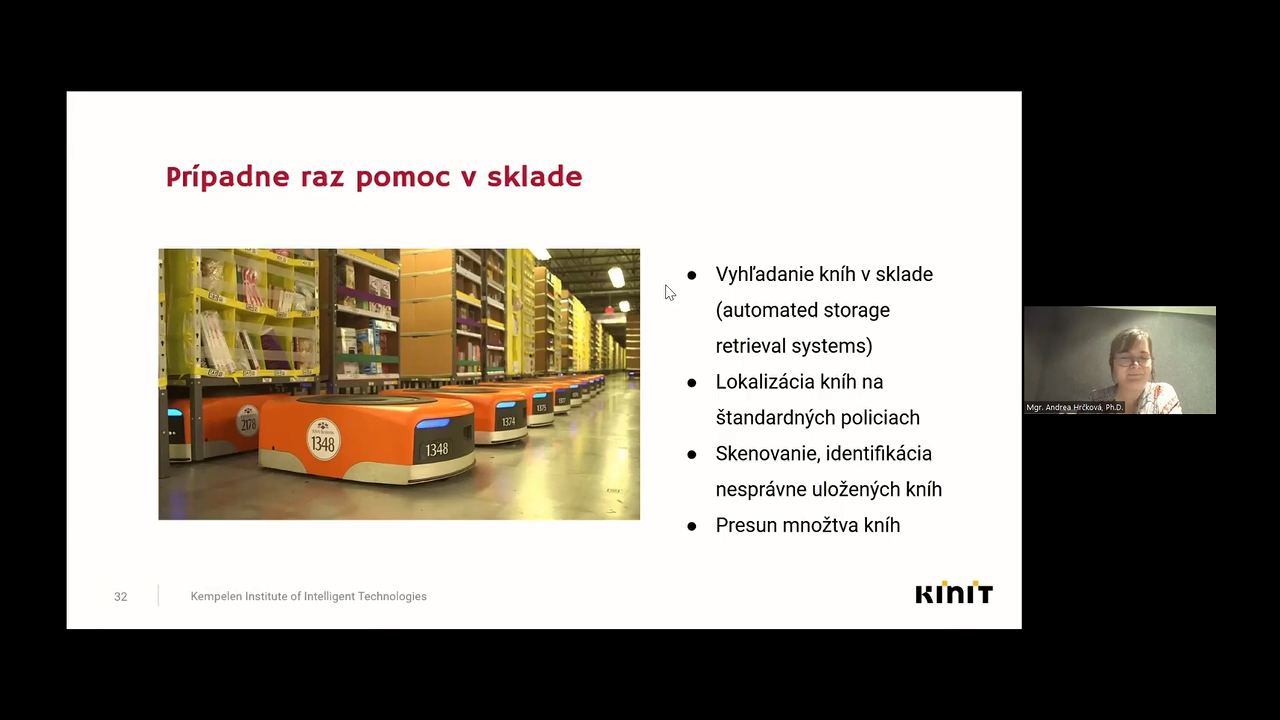 Prípadne raz pomoc v sklade
2178
1348
1348
1374
1375
● Vyhľadanie kníh v sklade
(automated storage
retrieval systems)
● Lokalizácia kníh na
štandardných policiach
● Skenovanie, identifikácia
nesprávne uložených kníh
● Presun množtva kníh
Mgr. Andrea Hrčková, Ph.D.
32
Kempelen Institute of Intelligent Technologies
KINIT